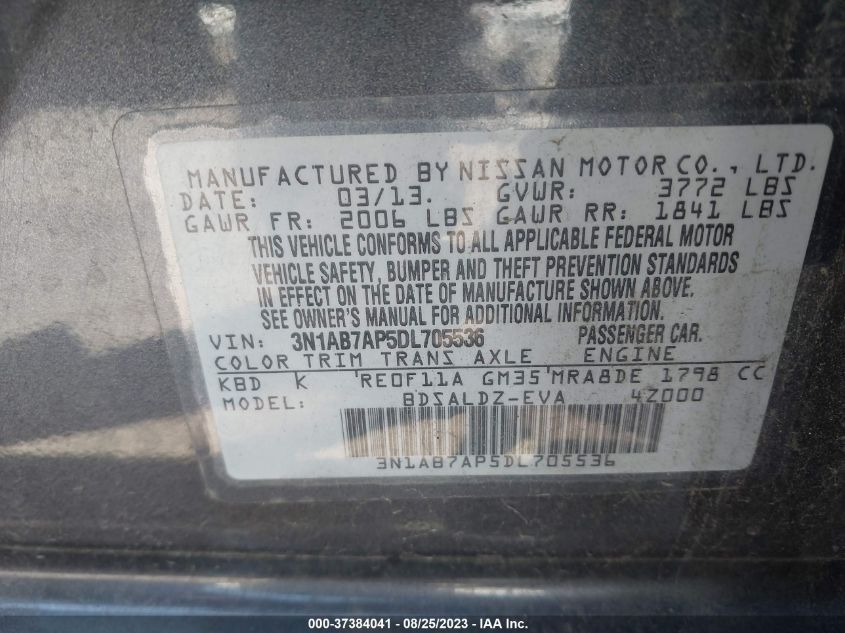 MANUFACTURED BY NISSAN MOTOR CO., LTD.
DATE: 03/13. GVWR: 3772 LBS
GAWR FR: 2006 LBS GAWR RR: 1841 LBS
THIS VEHICLE CONFORMS TO ALL APPLICABLE FEDERAL MOTOR
VEHICLE SAFETY, BUMPER AND THEFT PREVENTION STANDARDS
IN EFFECT ON THE DATE OF MANUFACTURE SHOWN ABOVE.
SEE OWNER'S MANUAL FOR ADDITIONAL INFORMATION.
VIN: 3N1AB7AP5DL705536 PASSENGER CAR.
COLOR TRIM TRANS AXLE ENGINE
KBD K 'RE0F11A GM35'MRA8DE 1798 CC
MODEL: BDSALDZ-EVA 4Z000
3N1AB7AP5DL705536
000-37384041 - 08/25/2023 - © IAA Inc.